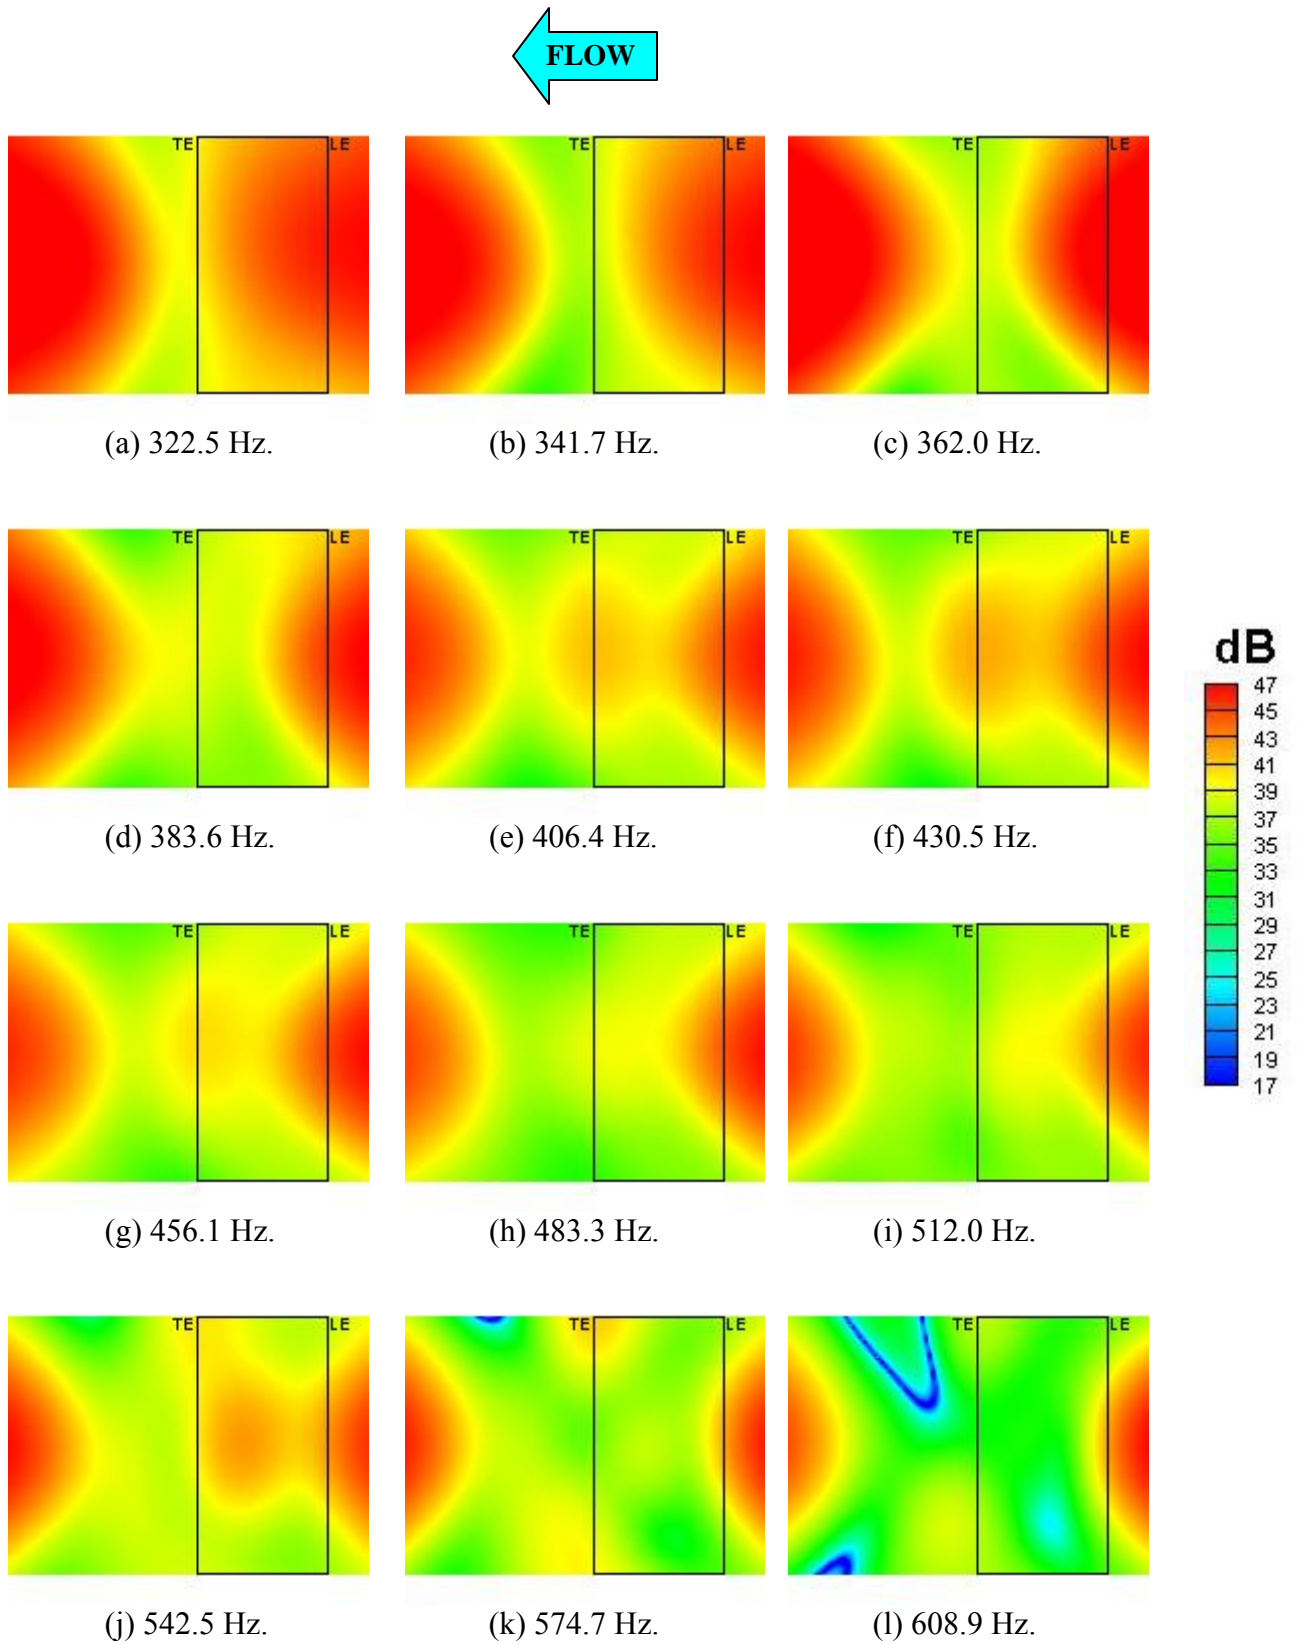 FLOW
TE LE TE LE TE LE
(a) 322.5 Hz. (b) 341.7 Hz. (c) 362.0 Hz.
TE LE TE LE TE LE
(d) 383.6 Hz. (e) 406.4 Hz. (f) 430.5 Hz.
dB
47
45
43
41
39
37
35
33
31
29
27
25
23
21
19
17
TE LE TE LE TE LE
(g) 456.1 Hz. (h) 483.3 Hz. (i) 512.0 Hz.
TE LE TE LE TE LE
(j) 542.5 Hz. (k) 574.7 Hz. (l) 608.9 Hz.